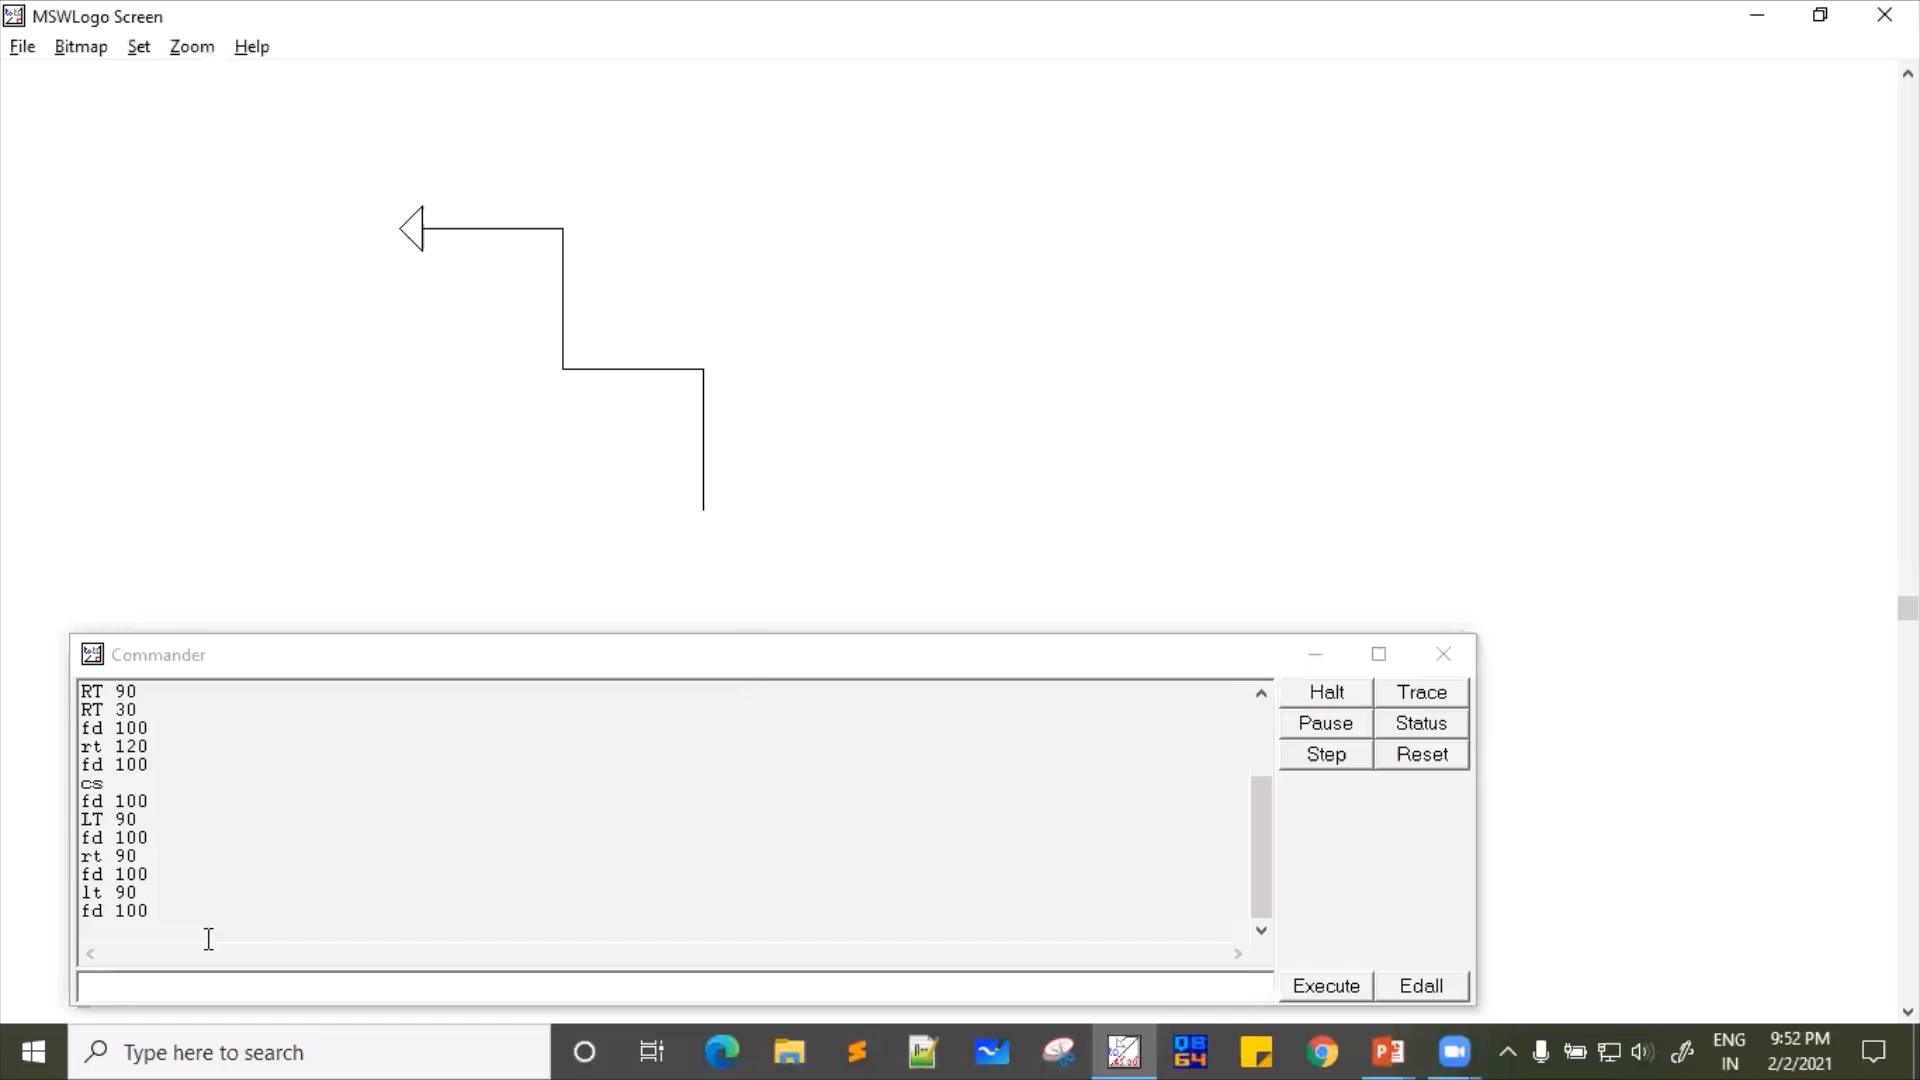 MSWLogo Screen
File Bitmap Set Zoom Help
Commander
RT 90
RT 30
fd 100
rt 120
fd 100
cs
fd 100
LT 90
fd 100
rt 90
fd 100
lt 90
fd 100
Halt Trace
Pause Status
Step Reset
Execute Edall
Type here to search
ENG
IN
9:52 PM
2/2/2021